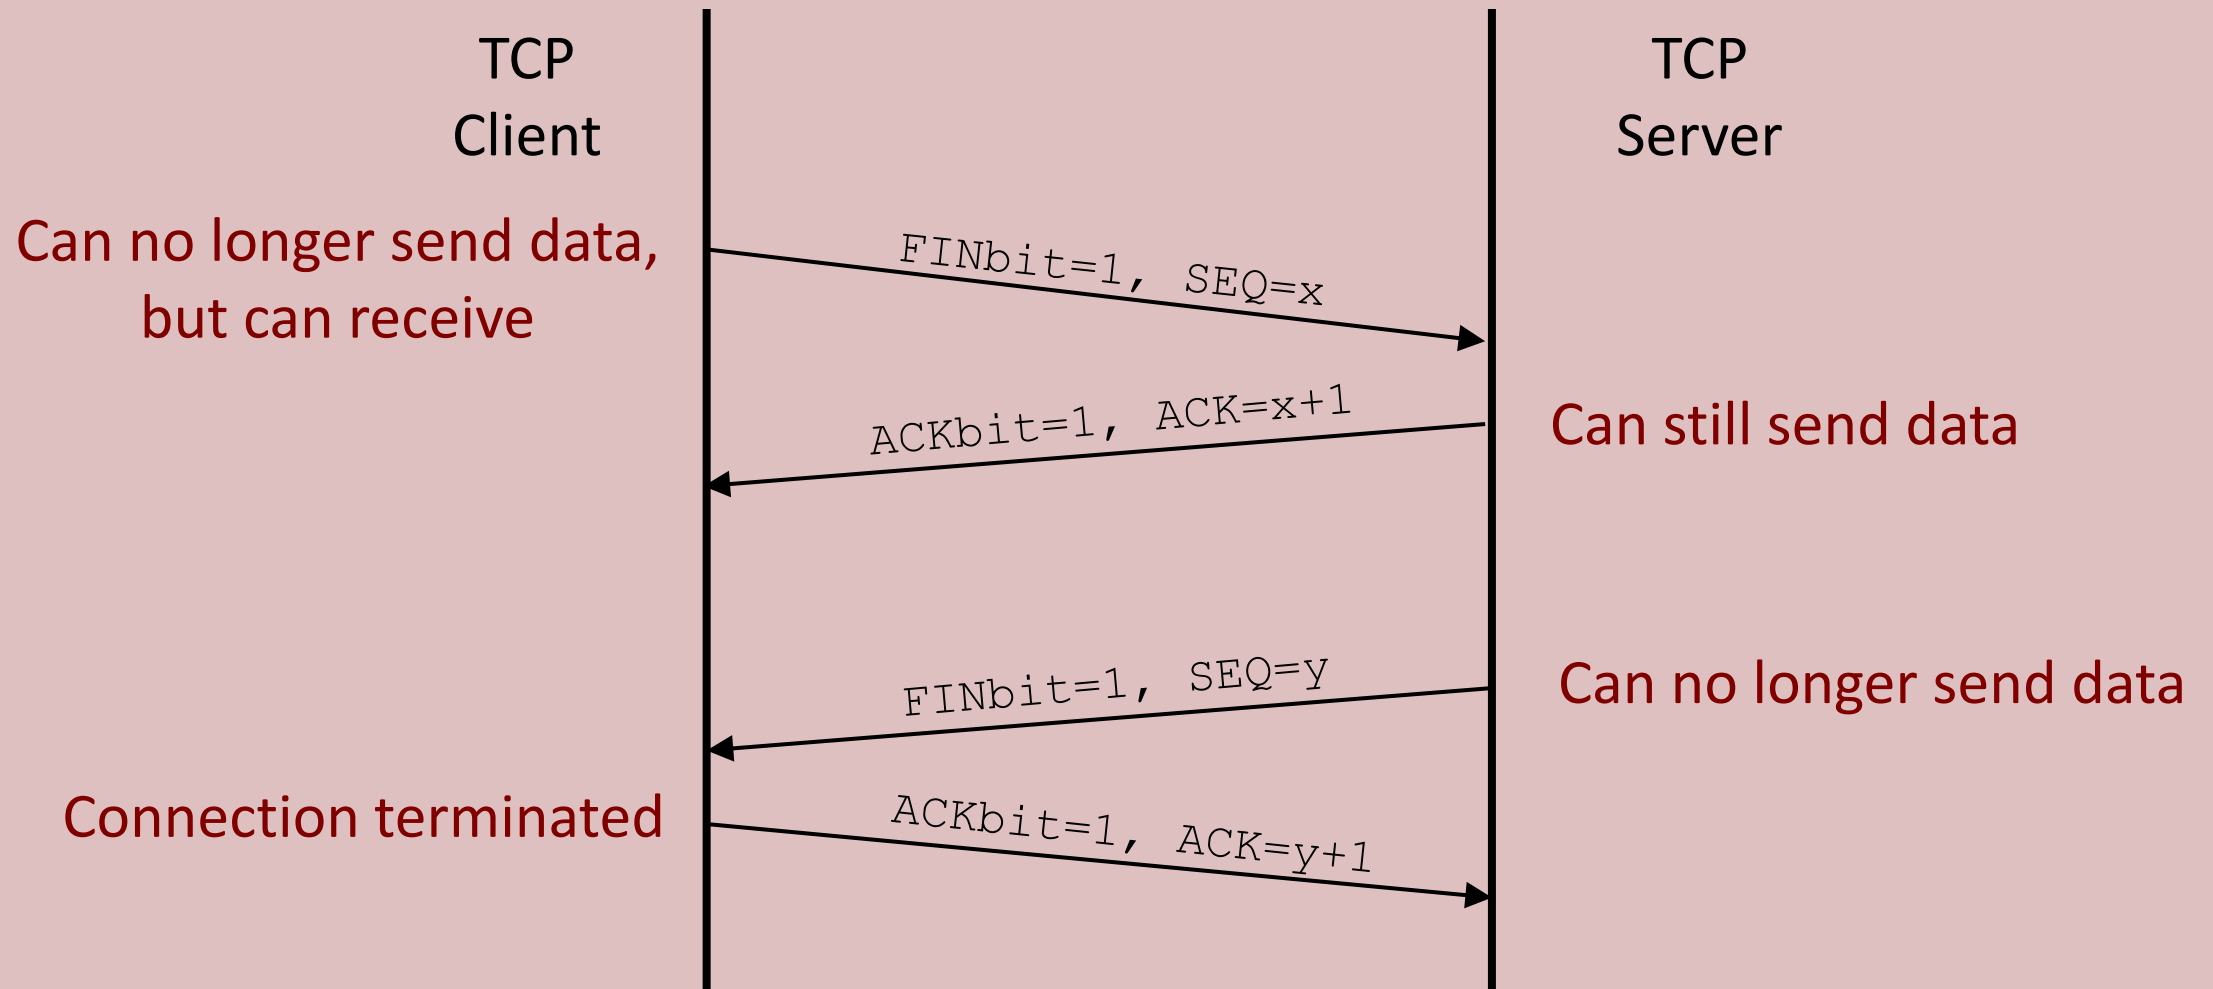 TCP
Client
TCP
Server
Can no longer send data,
but can receive
FINbit=1, SEQ=x
ACKbit=1, ACK=x+1
Can still send data
FINbit=1, SEQ=y
Can no longer send data
Connection terminated
ACKbit=1, ACK=y+1